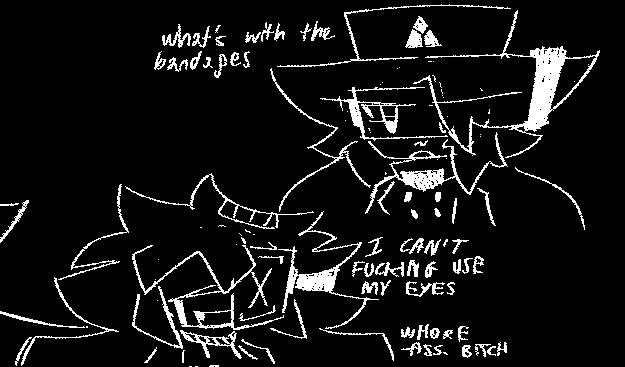 what's with the
bandages
I CAN'T
FUCKING USE
MY EYES
WHORE
-ASS BITCH